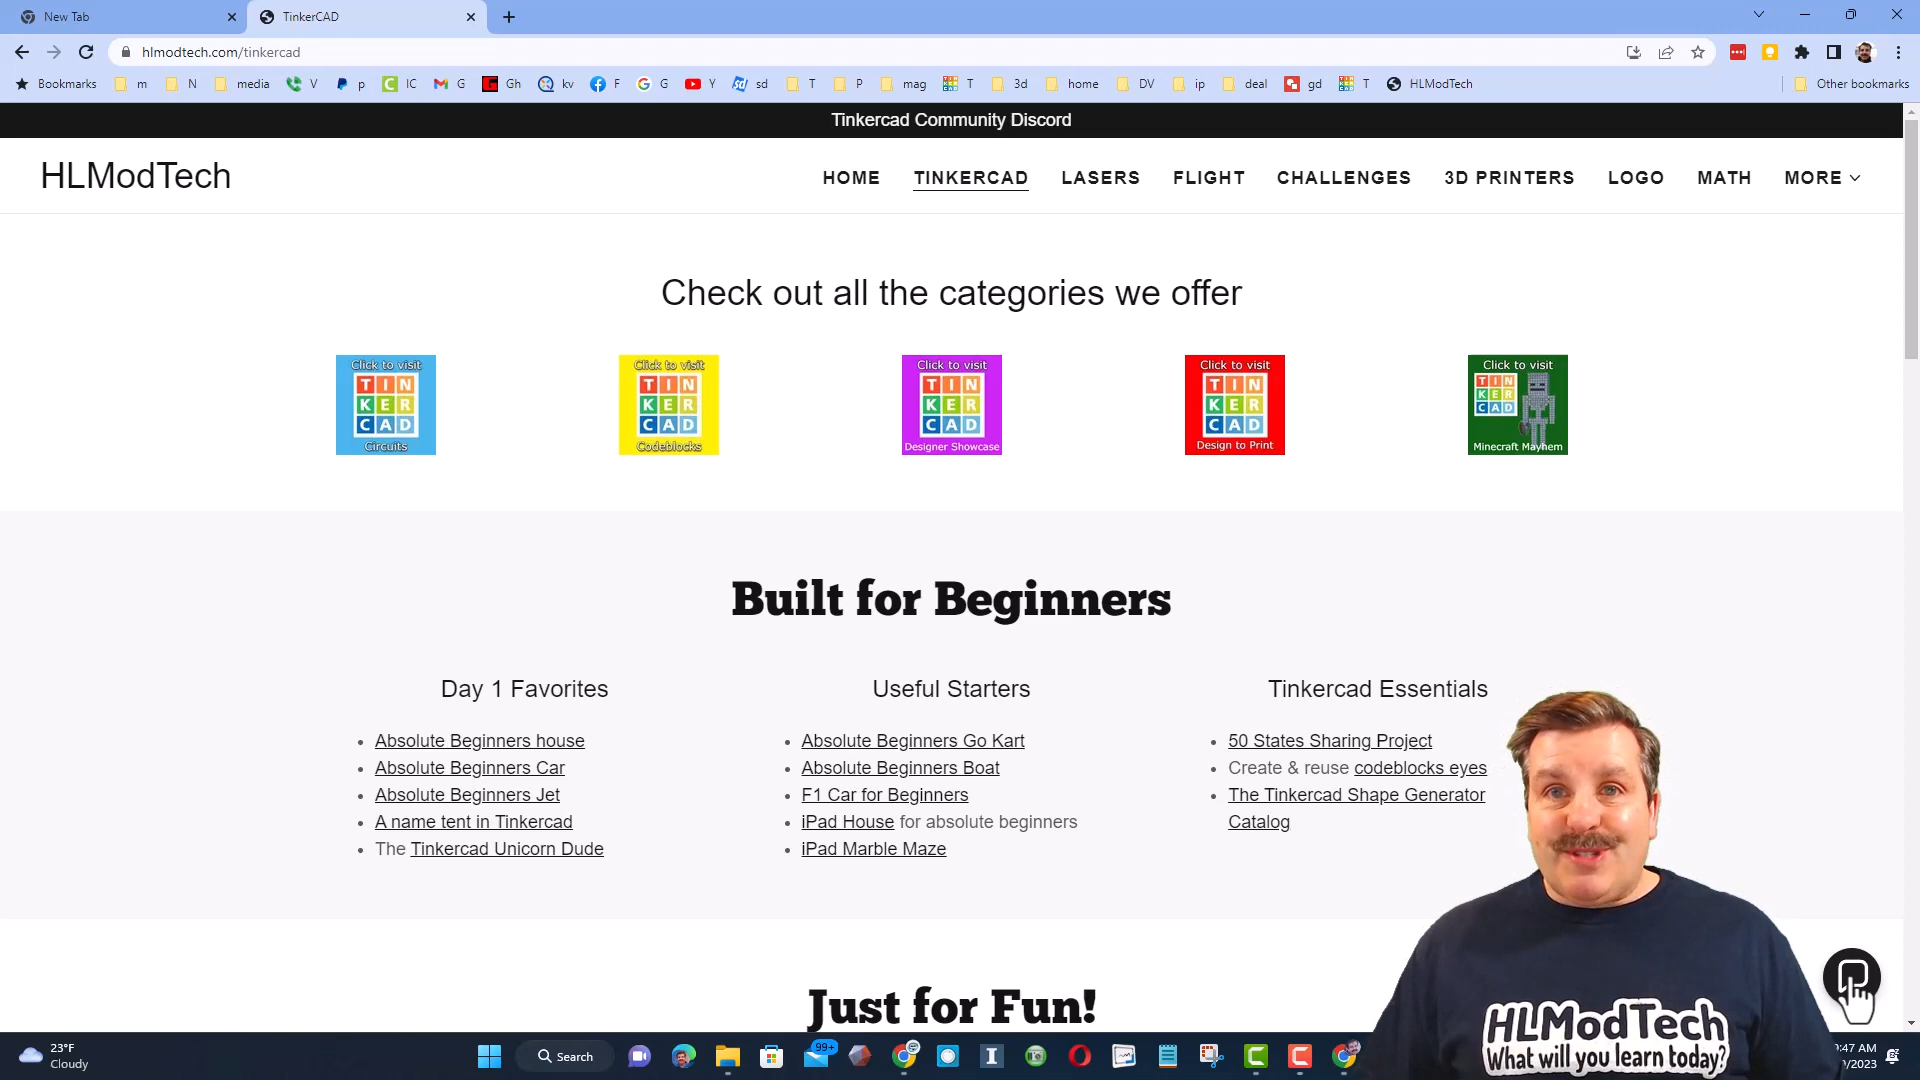 New Tab
TinkerCAD
hlmodtech.com/tinkercad
Bookmarks m N media V p IC G Gh kv F G Y sd T P mag T 3d home DV ip deal gd T HLModTech Other bookmarks
Tinkercad Community Discord
HLModTech
HOME TINKERCAD LASERS FLIGHT CHALLENGES 3D PRINTERS LOGO MATH MORE
Check out all the categories we offer
Click to visit
TIN
KER
CAD
Circuits
Click to visit
TIN
KER
CAD
Codeblocks
Click to visit
TIN
KER
CAD
Designer Showcase
Click to visit
TIN
KER
CAD
Design to Print
Click to visit
TIN
KER
CAD
Minecraft Mayhem
Built for Beginners
Day 1 Favorites
Absolute Beginners house
Absolute Beginners Car
Absolute Beginners Jet
A name tent in Tinkercad
The Tinkercad Unicorn Dude
Useful Starters
Absolute Beginners Go Kart
Absolute Beginners Boat
F1 Car for Beginners
iPad House for absolute beginners
iPad Marble Maze
Tinkercad Essentials
50 States Sharing Project
Create & reuse codeblocks eyes
The Tinkercad Shape Generator
Catalog
Just for Fun!
HLModTech
What will you learn today?
23°F
Cloudy
Search
99+
:47 AM
/2023